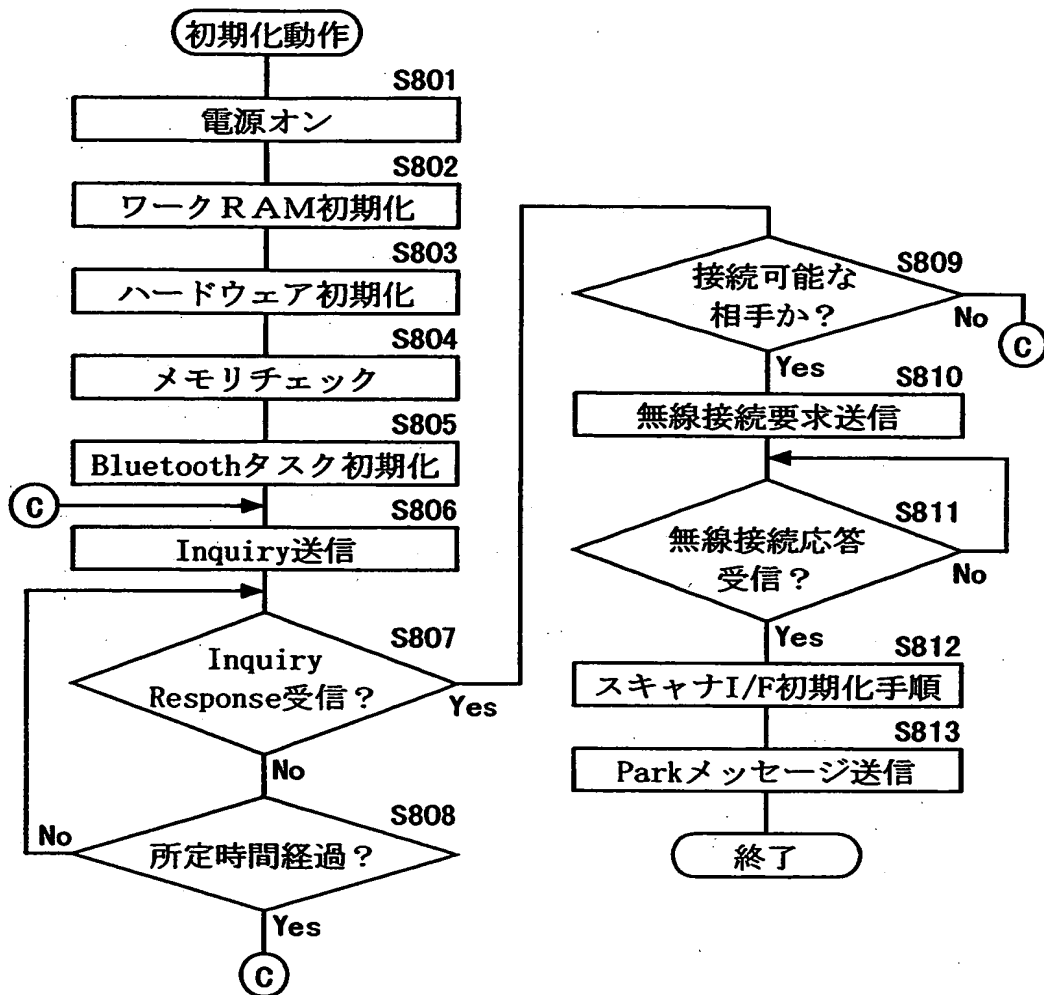 初期化動作
S801
電源オン
S802
ワークRAM初期化
S803
ハードウェア初期化
S804
メモリチェック
S805
Bluetoothタスク初期化
C
S806
Inquiry送信
S807
Inquiry
Response受信？
Yes
No
S808
所定時間経過？
No
Yes
C
S809
接続可能な
相手か？
No
C
Yes
S810
無線接続要求送信
S811
無線接続応答
受信？
No
Yes
S812
スキャナI/F初期化手順
S813
Parkメッセージ送信
終了